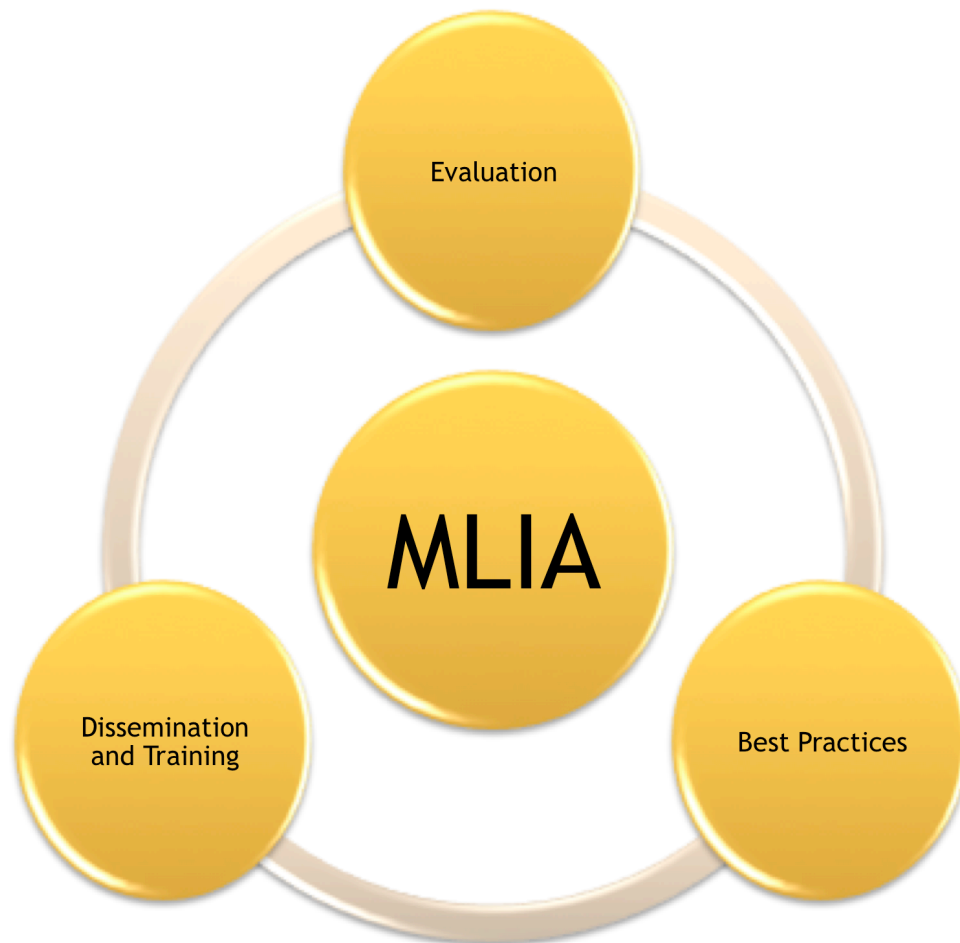 Evaluation
MLIA
Dissemination
and Training
Best Practices